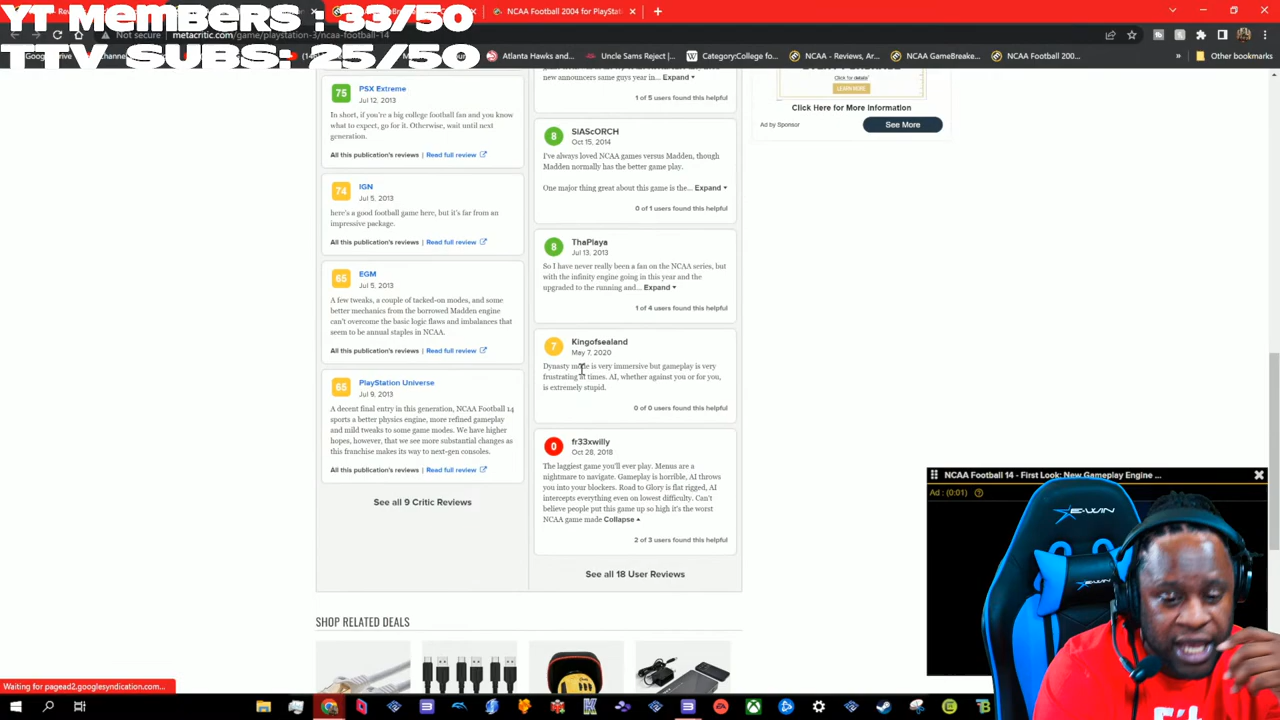 YT Members : 33/50
TTV SUBS: 25/50
NCAA Football 2004 for PlayStati
Not secure
metacritic.com/game/playstation-3/ncaa-football-14
Atlanta Hawks and...
Uncle Sams Reject ...
Category:College fo...
NCAA - Reviews, Ar...
NCAA GameBreake...
NCAA Football 200...
Other bookmarks
75
PSX Extreme
Jul 12, 2013
In short, if you're a big college football fan and you know
what to expect, go for it. Otherwise, wait until next
generation.
All this publication's reviews | Read full review
74
IGN
Jul 5, 2013
here's a good football game here, but it's far from an
impressive package.
All this publication's reviews | Read full review
65
EGM
Jul 5, 2013
A few tweaks, a couple of tacked-on modes, and some
better mechanics from the borrowed Madden engine
can't overcome the basic logic flaws and imbalances that
seem to be annual staples in NCAA.
All this publication's reviews | Read full review
65
PlayStation Universe
Jul 9, 2013
A decent final entry in this generation, NCAA Football 14
sports a better physics engine, more refined gameplay
and mild tweaks to some game modes. We have higher
hopes, however, that we see more substantial changes as
this franchise makes its way to next-gen consoles.
All this publication's reviews | Read full review
See all 9 Critic Reviews
new announcers same guys year in... Expand
1 of 5 users found this helpful
8
SiAScORCH
Oct 15, 2014
I've always loved NCAA games versus Madden, though
Madden normally has the better game play.
One major thing great about this game is the... Expand
0 of 1 users found this helpful
8
ThaPlaya
Jul 13, 2013
So I have never really been a fan on the NCAA series, but
with the infinity engine going in this year and the
upgraded to the running and... Expand
1 of 4 users found this helpful
7
Kingofsealand
May 7, 2020
Dynasty mode is very immersive but gameplay is very
frustrating at times. AI, whether against you or for you,
is extremely stupid.
0 of 0 users found this helpful
0
fr33xwilly
Oct 28, 2018
The laggiest game you'll ever play. Menus are a
nightmare to navigate. Gameplay is horrible, AI throws
you into your blockers. Road to Glory is flat rigged, AI
intercepts everything even on lowest difficulty. Can't
believe people put this game up so high it's the worst
NCAA game made Collapse
2 of 3 users found this helpful
See all 18 User Reviews
Click for details
LEARN MORE
Click Here for More Information
Ad by Sponsor
See More
SHOP RELATED DEALS
NCAA Football 14 - First Look: New Gameplay Engine ...
Ad : (0:01)
E-WIN
E-WIN
Waiting for pagead2.googlesyndication.com...